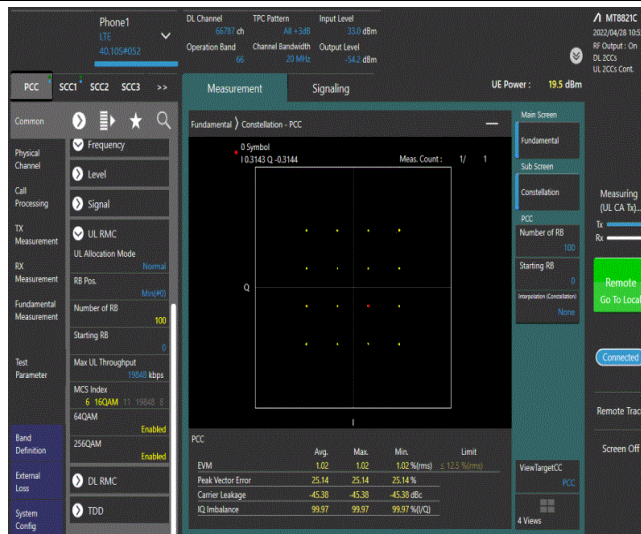 Phone1
LTE
40.105#052
DL Channel
66787 ch
TPC Pattern
All +3dB
Input Level
33.0 dBm
Operation Band
66
Channel Bandwidth
20 MHz
Output Level
-54.2 dBm
MT8821C
2022/04/28 10:5
RF Output : On
DL 2CCs
UL 2CCs Cont.
PCC
SCC1
SCC2
SCC3
>>
Measurement
Signaling
UE Power : 19.5 dBm
Common
Physical
Channel
Call
Processing
TX
Measurement
RX
Measurement
Fundamental
Measurement
Test
Parameter
Band
Definition
External
Loss
System
Config
Frequency
Level
Signal
UL RMC
UL Allocation Mode
Normal
RB Pos.
Min(#0)
Number of RB
100
Starting RB
0
Max UL Throughput
19848 kbps
MCS Index
6 16QAM 11 19848 8
64QAM
Enabled
256QAM
Enabled
DL RMC
TDD
Fundamental 〉 Constellation - PCC
0 Symbol
I 0.3143 Q -0.3144
Meas. Count : 1/ 1
Q
I
PCC
Avg. Max. Min. Limit
EVM 1.02 1.02 1.02 %(rms) ≤ 12.5 %(rms)
Peak Vector Error 25.14 25.14 25.14 %
Carrier Leakage -45.38 -45.38 -45.38 dBc
IQ Imbalance 99.97 99.97 99.97 %(I/Q)
Main Screen
Fundamental
Sub Screen
Constellation
PCC
Number of RB
100
Starting RB
0
Interpolation (Constellation)
None
ViewTargetCC
PCC
4 Views
Measuring
(UL CA Tx)...
Tx
Rx
Remote
Go To Local
Connected
Remote Trac
Screen Off